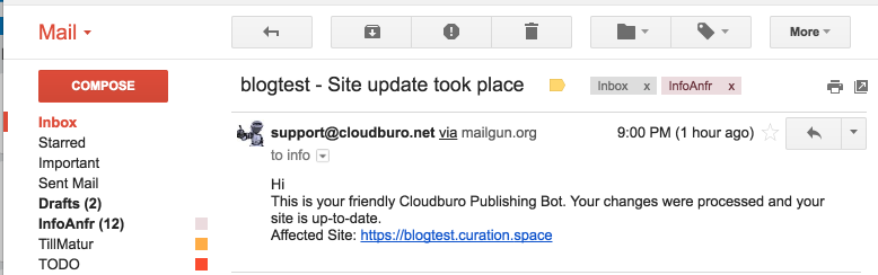 Mail
More
COMPOSE
blogtest - Site update took place
Inbox x
InfoAnfr x
Inbox
Starred
Important
Sent Mail
Drafts (2)
InfoAnfr (12)
TillMatur
TODO
support@cloudburo.net via mailgun.org
9:00 PM (1 hour ago)
to info
Hi
This is your friendly Cloudburo Publishing Bot. Your changes were processed and your
site is up-to-date.
Affected Site: https://blogtest.curation.space